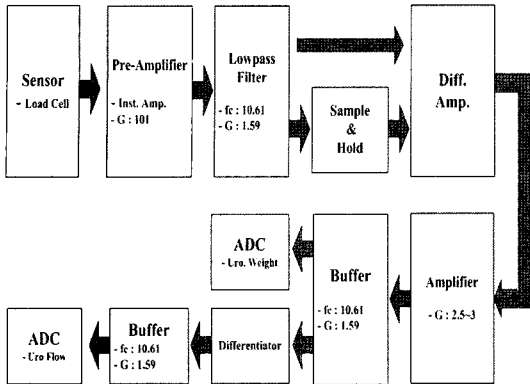 Sensor
- Load Cell
Pre-Amplifier
- Inst. Amp.
- G : 101
Lowpass
Filter
- fc : 10.61
- G : 1.59
Sample
&
Hold
Diff.
Amp.
Amplifier
- G : 2.5~3
Buffer
- fc : 10.61
- G : 1.59
ADC
- Uro. Weight
Differentiator
Buffer
- fc : 10.61
- G : 1.59
ADC
- Uro Flow